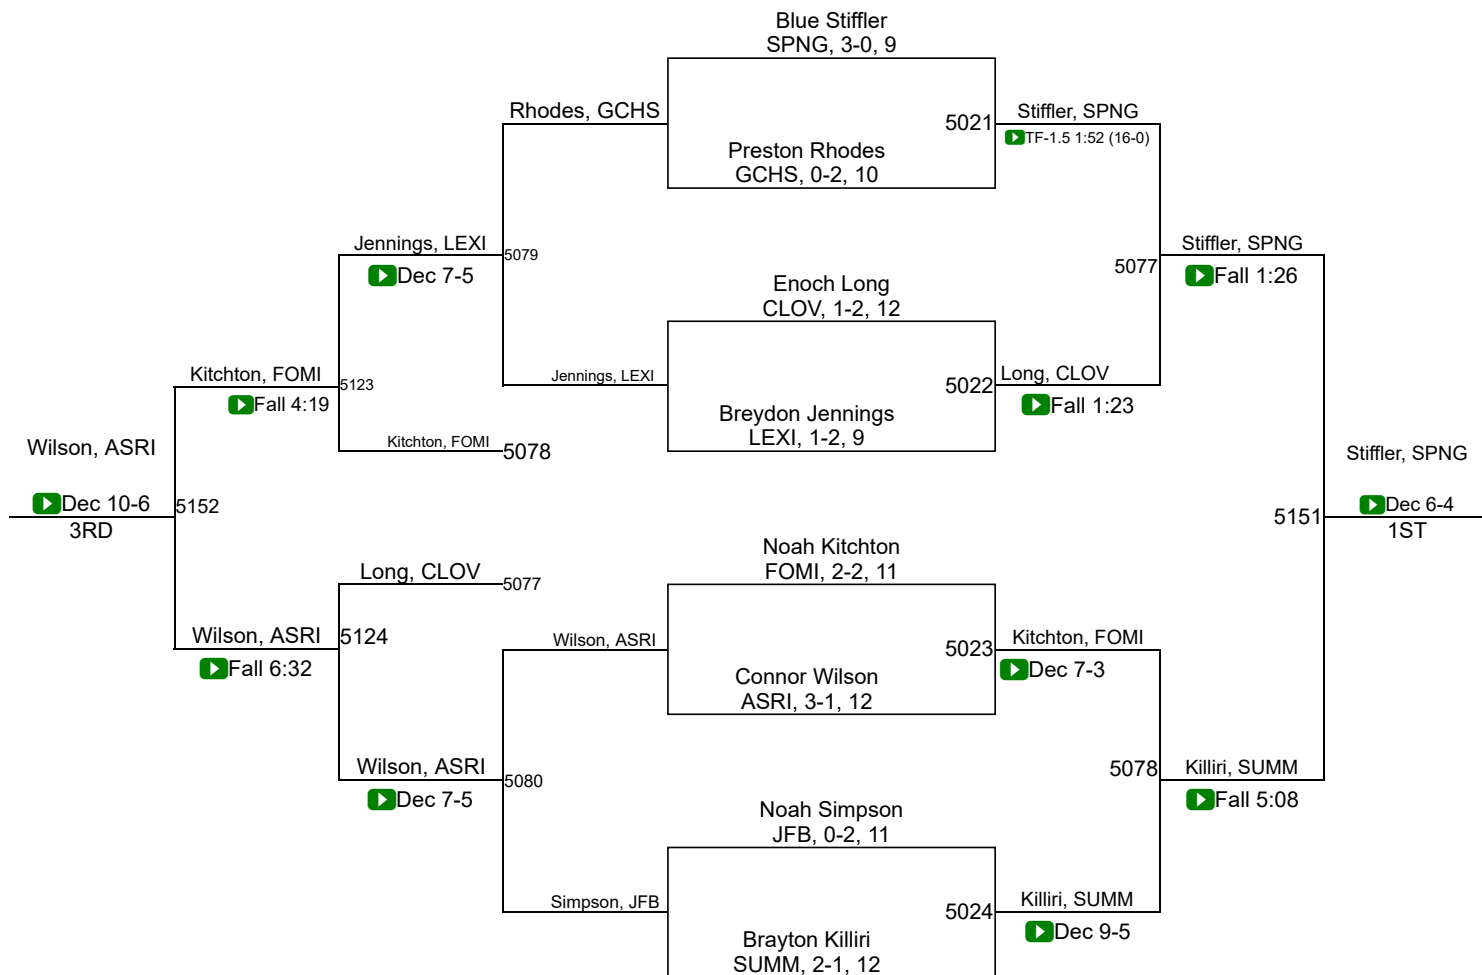 Blue Stiffler
SPNG, 3-0, 9
Rhodes, GCHS
5021
Stiffler, SPNG
TF-1.5 1:52 (16-0)
Preston Rhodes
GCHS, 0-2, 10
Jennings, LEXI
5079
Dec 7-5
5077
Stiffler, SPNG
Fall 1:26
Enoch Long
CLOV, 1-2, 12
Kitchton, FOMI
5123
Fall 4:19
Jennings, LEXI
5022
Long, CLOV
Fall 1:23
Breydon Jennings
LEXI, 1-2, 9
Kitchton, FOMI
5078
Wilson, ASRI
Dec 10-6
5152
3RD
Stiffler, SPNG
5151
Dec 6-4
1ST
Noah Kitchton
FOMI, 2-2, 11
Long, CLOV
5077
Wilson, ASRI
5124
Fall 6:32
Wilson, ASRI
5023
Kitchton, FOMI
Dec 7-3
Connor Wilson
ASRI, 3-1, 12
Wilson, ASRI
5080
Dec 7-5
5078
Killiri, SUMM
Fall 5:08
Noah Simpson
JFB, 0-2, 11
Simpson, JFB
5024
Killiri, SUMM
Dec 9-5
Brayton Killiri
SUMM, 2-1, 12